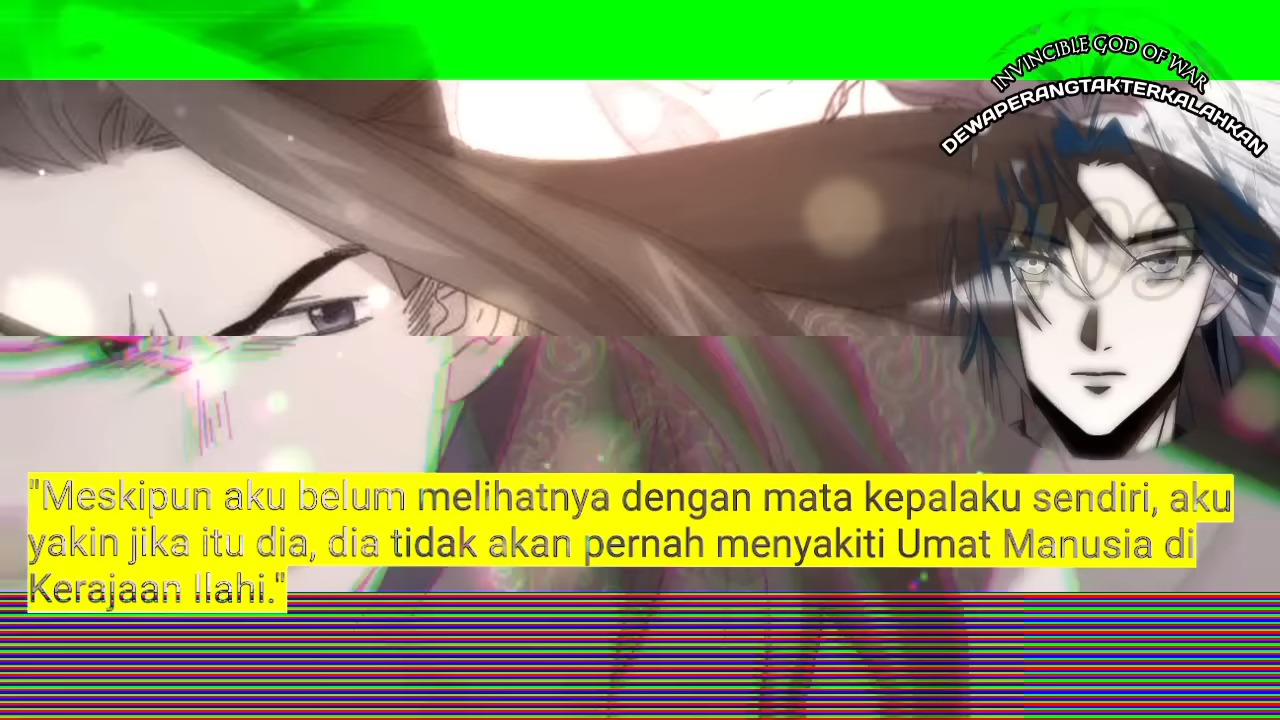 INVINCIBLE GOD OF WAR
DEWAPERANGTAKTERKALAHKAN
409
"Meskipun aku belum melihatnya dengan mata kepalaku sendiri, aku
yakin jika itu dia, dia tidak akan pernah menyakiti Umat Manusia di
Kerajaan Ilahi."